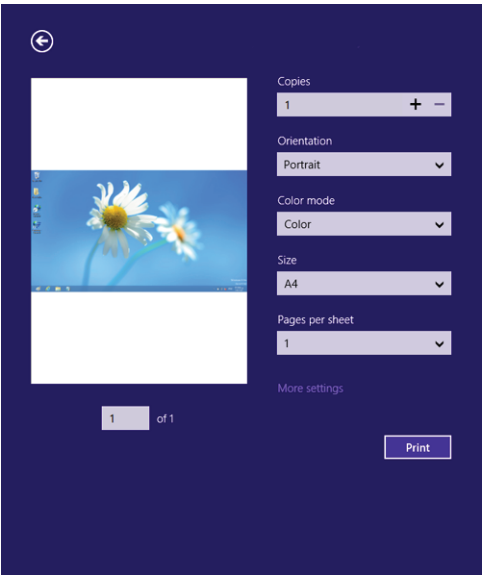 Copies
1
Orientation
Portrait
Color mode
Color
Size
A4
Pages per sheet
1
More settings
1 of 1
Print